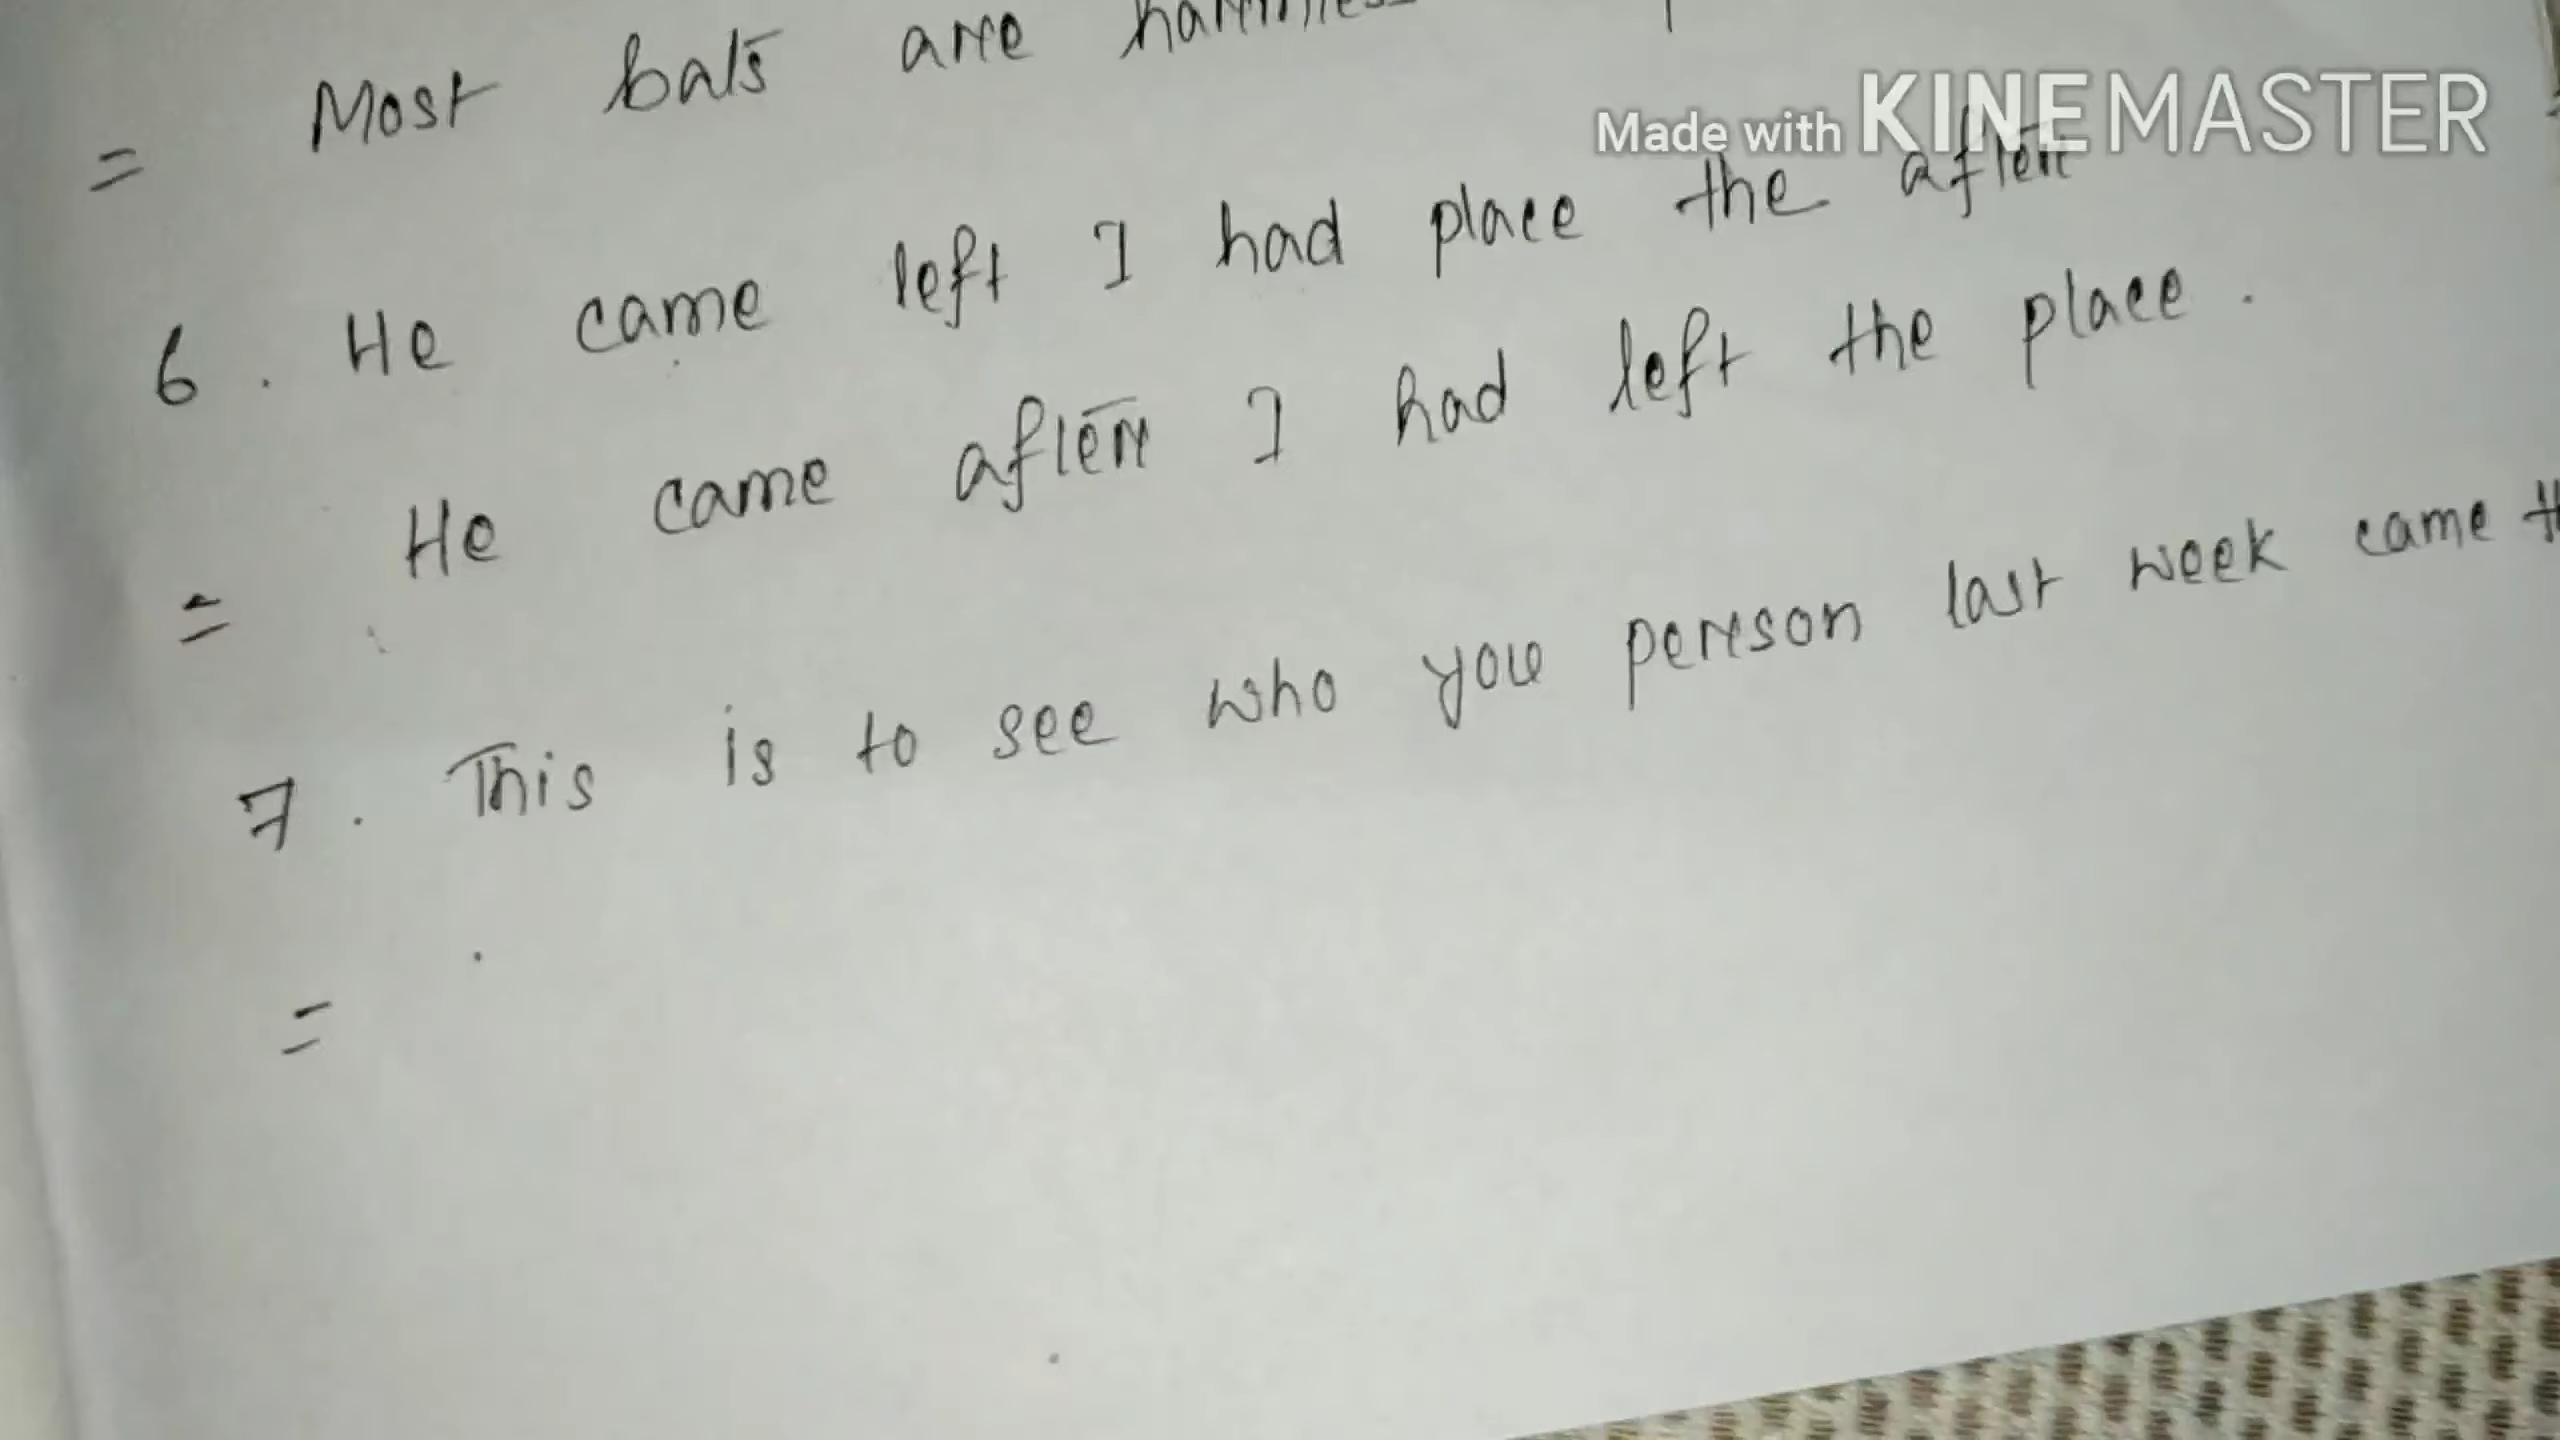 = Most bats are
Made with KINEMASTER
6. He came left I had place the after
= He came after I had left the place.
7. This is to see who you person last week came
=